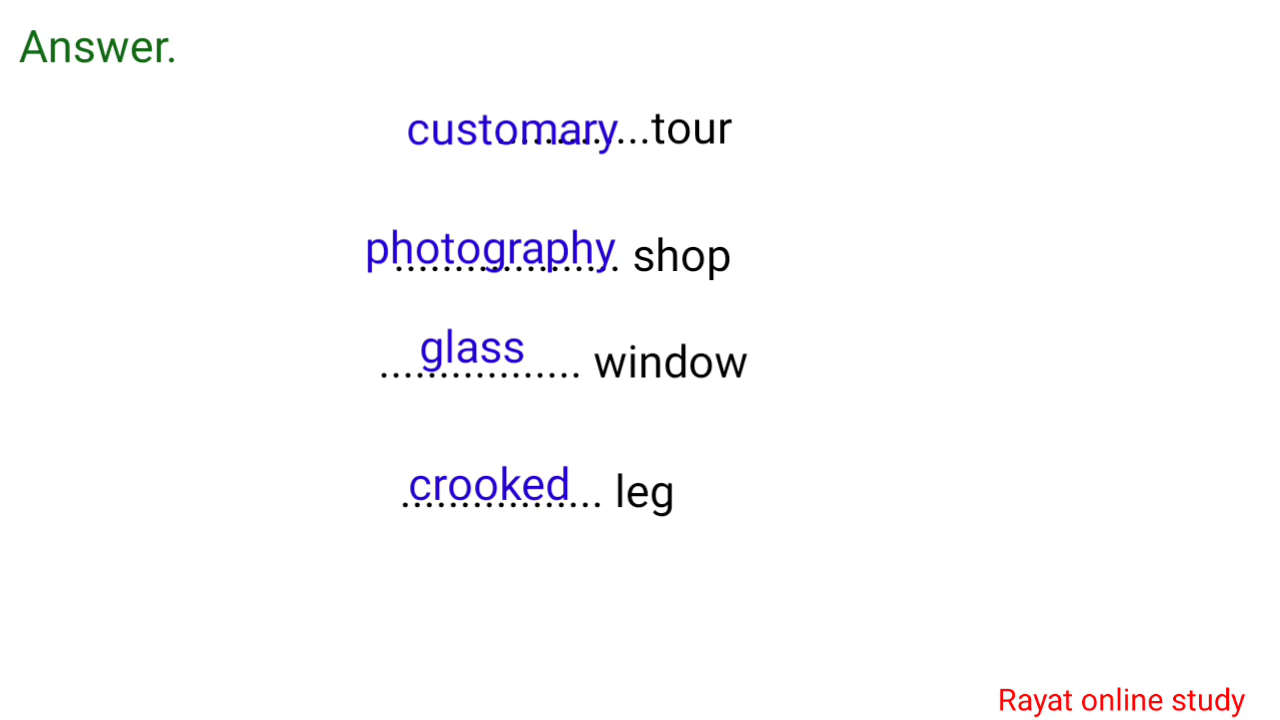 Answer.
customary............tour
photography................... shop
glass................. window
crooked................. leg
Rayat online study